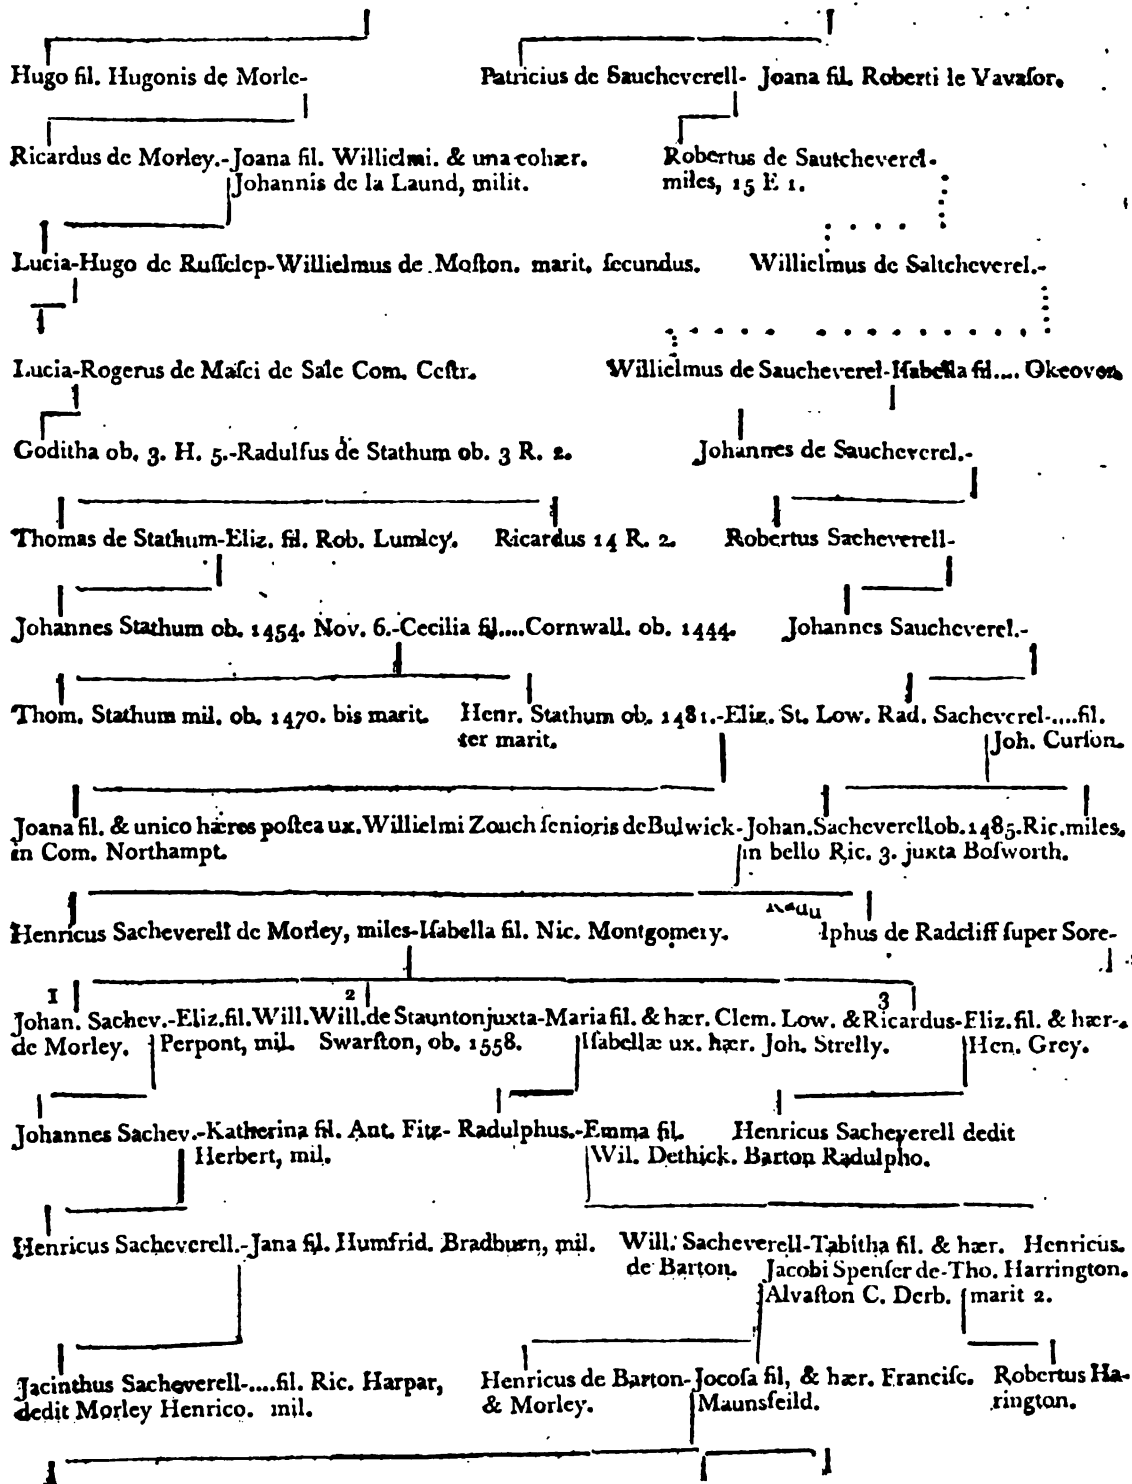 Hugo fil. Hugonis de Morle- Patricius de Saucheverell- Joana fil. Roberti le Vavaſor.
Ricardus de Morley.-Joana fil. Willielmi. & una cohær. Robertus de Sautcheverel-
Johannis de la Laund, milit. miles, 15 E 1.
Lucia-Hugo de Ruſſelep-Willielmus de Moſton. marit. ſecundus. Willielmus de Saltcheverel.-
Lucia-Rogerus de Maſci de Sale Com. Ceſtr. Willielmus de Saucheverel-Iſabella fil.... Okeover.
Goditha ob. 3. H. 5.-Radulfus de Stathum ob. 3 R. 2. Johannes de Saucheverel.-
Thomas de Stathum-Eliz. fil. Rob. Lumley. Ricardus 14 R. 2. Robertus Sacheverell-
Johannes Stathum ob. 1454. Nov. 6.-Cecilia fil....Cornwall. ob. 1444. Johannes Saucheverel.-
Thom. Stathum mil. ob. 1470. bis marit. Henr. Stathum ob. 1481.-Eliz. St. Low. Rad. Sacheverel-....fil.
ter marit. Joh. Curſon.
Joana fil. & unico hæres poſtea ux. Willielmi Zouch ſenioris de Bulwick-Johan. Sacheverell ob. 1485. Ric. miles.
in Com. Northampt. in bello Ric. 3. juxta Boſworth.
Henricus Sacheverell de Morley, miles-Iſabella fil. Nic. Montgomery. lphus de Radcliff ſuper Sore-
1 2 3
Johan. Sachev.-Eliz. fil. Will. Will. de Staunton juxta-Maria fil. & hær. Clem. Low. & Ricardus-Eliz. fil. & hær-.
de Morley. Perpont, mil. Swarſton, ob. 1558. Iſabellæ ux. hær. Joh. Strelly. Hen. Grey.
Johannes Sachev.-Katherina fil. Ant. Fitz- Radulphus.-Emma fil. Henricus Sacheverell dedit
Herbert, mil. Wil. Dethick. Barton Radulpho.
Henricus Sacheverell.-Jana fil. Humfrid. Bradburn, mil. Will. Sacheverell-Tabitha fil. & hær. Henricus.
de Barton. Jacobi Spenſer de-Tho. Harrington.
Alvaſton C. Derb. marit 2.
Jacinthus Sacheverell-....fil. Ric. Harpar, Henricus de Barton-Jocoſa fil, & hær. Franciſc. Robertus Ha-
dedit Morley Henrico. mil. & Morley. Maunsfeild. rington.